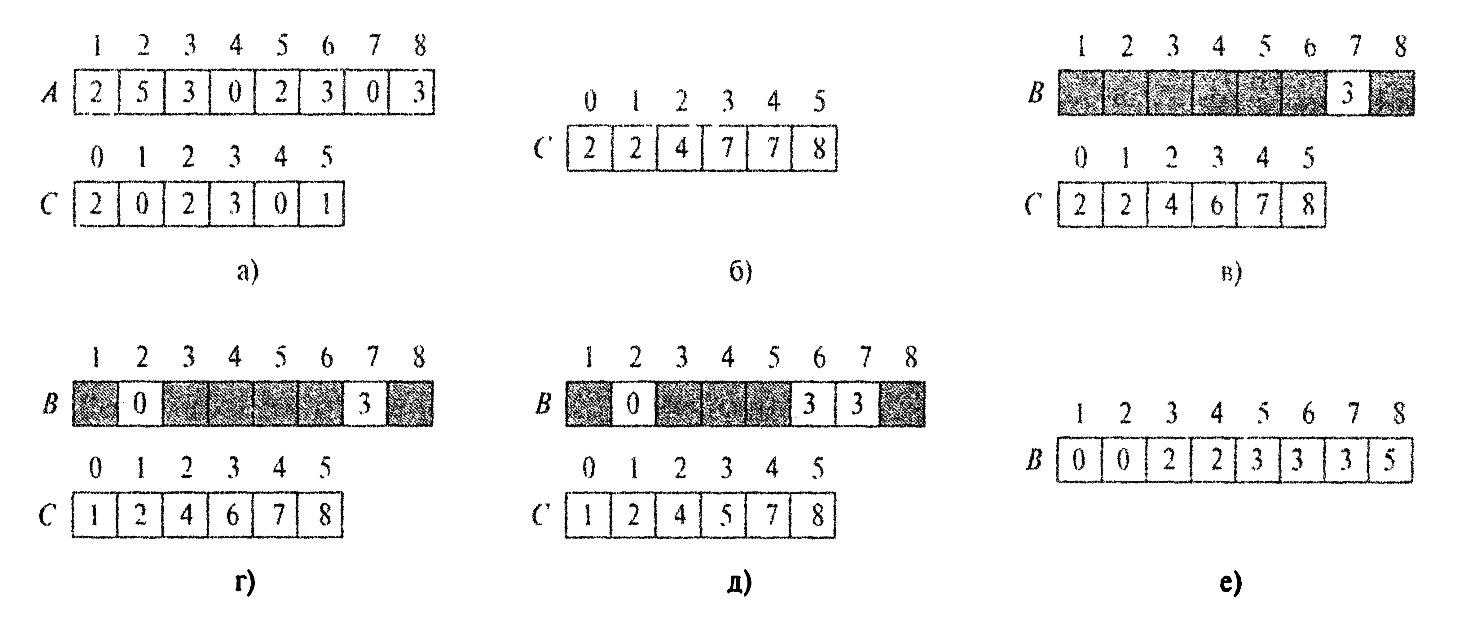 1 2 3 4 5 6 7 8
A 2 5 3 0 2 3 0 3
0 1 2 3 4 5
C 2 0 2 3 0 1
а)
0 1 2 3 4 5
C 2 2 4 7 7 8
б)
1 2 3 4 5 6 7 8
B 3
0 1 2 3 4 5
C 2 2 4 6 7 8
в)
1 2 3 4 5 6 7 8
B 0 3
0 1 2 3 4 5
C 1 2 4 6 7 8
г)
1 2 3 4 5 6 7 8
B 0 3 3
0 1 2 3 4 5
C 1 2 4 5 7 8
д)
1 2 3 4 5 6 7 8
B 0 0 2 2 3 3 3 5
е)